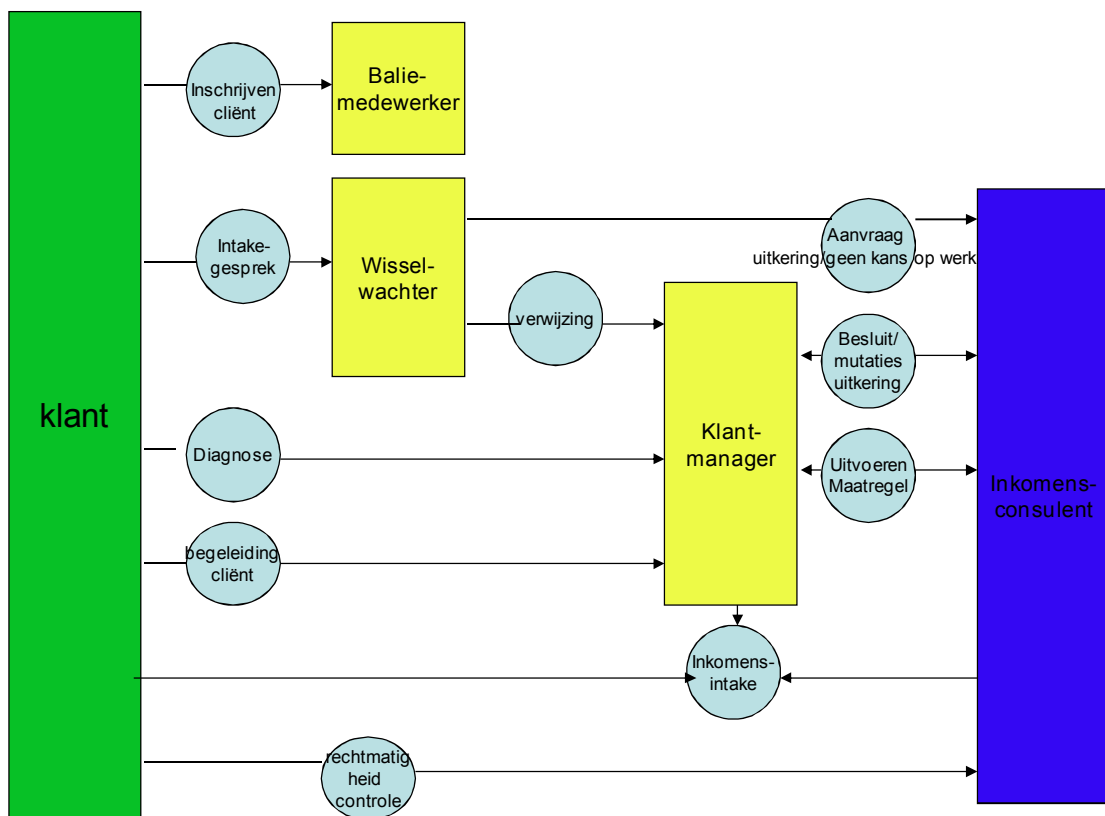 Balie-
medewerker
Inschrijven
cliënt
Intake-
gesprek
Wissel-
wachter
Aanvraag
uitkering/geen kans op werk
verwijzing
Besluit/
mutaties
uitkering
klant
Diagnose
Klant-
manager
Uitvoeren
Maatregel
Inkomens-
consulent
begeleiding
cliënt
Inkomens-
intake
rechtmatig
heid
controle